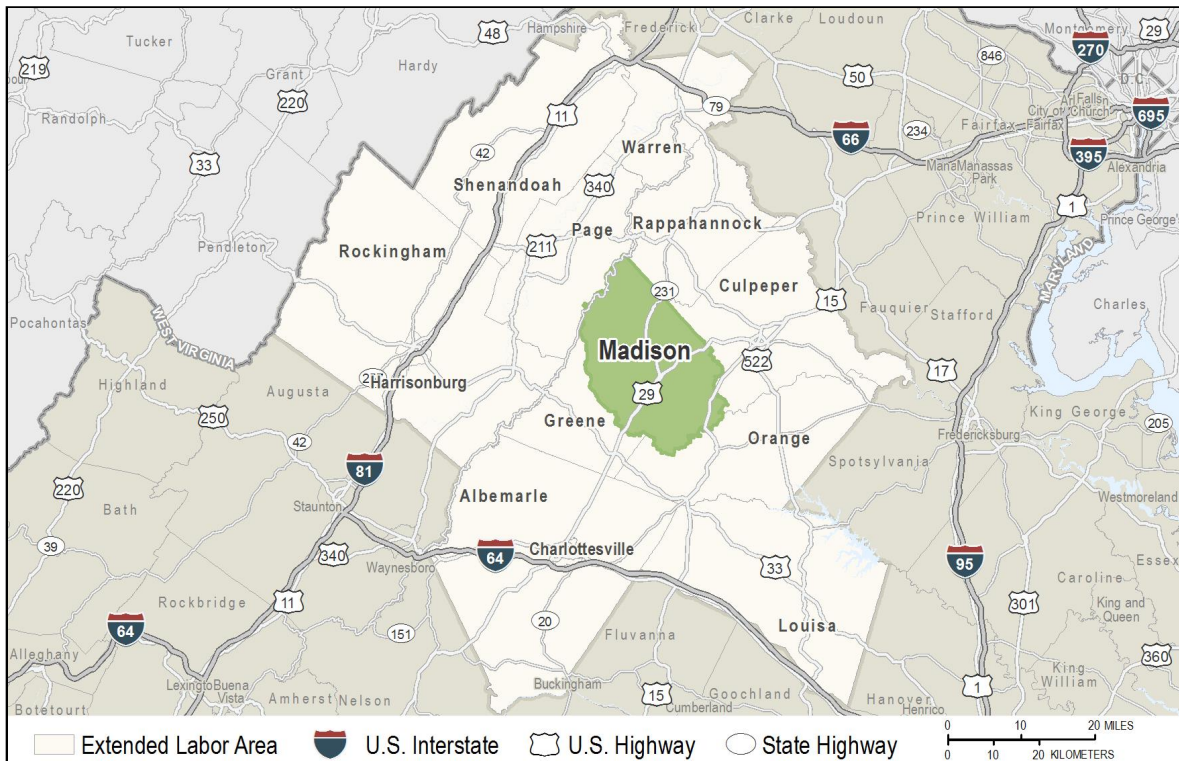 48
Hampshire
Frederick
Clarke
Loudoun
Montgomery
29
270
Tucker
219
Grant
Hardy
220
846
50
D.C.
Falls
Church
City of
Fairfax
Fairfax
695
Randolph
11
79
66
234
395
33
42
Warren
Manassas
Park
Alexandria
Shenandoah
340
Prince William
1
Prince George's
Page
Rappahannock
Pendleton
Rockingham
211
MARYLAND
Culpeper
231
15
Fauquier
Stafford
Charles
Pocahontas
WEST VIRGINIA
Madison
522
17
Highland
Augusta
Harrisonburg
29
250
42
Greene
Orange
King George
205
Fredericksburg
81
Spotsylvania
220
Albemarle
Westmoreland
Bath
Staunton
39
340
Charlottesville
64
Waynesboro
33
95
Essex
Caroline
Rockbridge
11
301
King and
Queen
64
151
20
Fluvanna
Louisa
360
Alleghany
King
William
Lexington
Buena
Vista
Buckingham
15
Goochland
Hanover
1
Botetourt
Amherst
Nelson
Cumberland
Henrico
Extended Labor Area
U.S. Interstate
U.S. Highway
State Highway
0 10 20 MILES
0 10 20 KILOMETERS